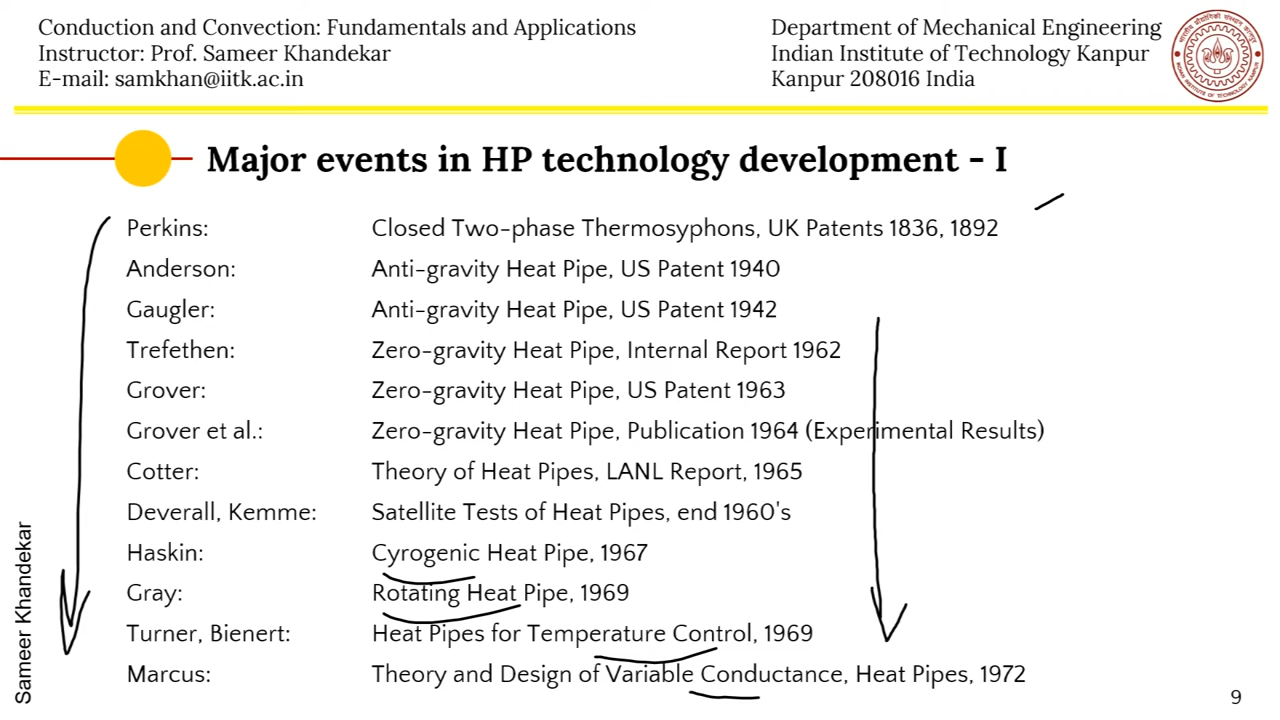 Conduction and Convection: Fundamentals and Applications
Instructor: Prof. Sameer Khandekar
E-mail: samkhan@iitk.ac.in
Department of Mechanical Engineering
Indian Institute of Technology Kanpur
Kanpur 208016 India
Major events in HP technology development - I
Perkins: Closed Two-phase Thermosyphons, UK Patents 1836, 1892
Anderson: Anti-gravity Heat Pipe, US Patent 1940
Gaugler: Anti-gravity Heat Pipe, US Patent 1942
Trefethen: Zero-gravity Heat Pipe, Internal Report 1962
Grover: Zero-gravity Heat Pipe, US Patent 1963
Grover et al.: Zero-gravity Heat Pipe, Publication 1964 (Experimental Results)
Cotter: Theory of Heat Pipes, LANL Report, 1965
Deverall, Kemme: Satellite Tests of Heat Pipes, end 1960's
Haskin: Cyrogenic Heat Pipe, 1967
Gray: Rotating Heat Pipe, 1969
Turner, Bienert: Heat Pipes for Temperature Control, 1969
Marcus: Theory and Design of Variable Conductance, Heat Pipes, 1972
Sameer Khandekar
9